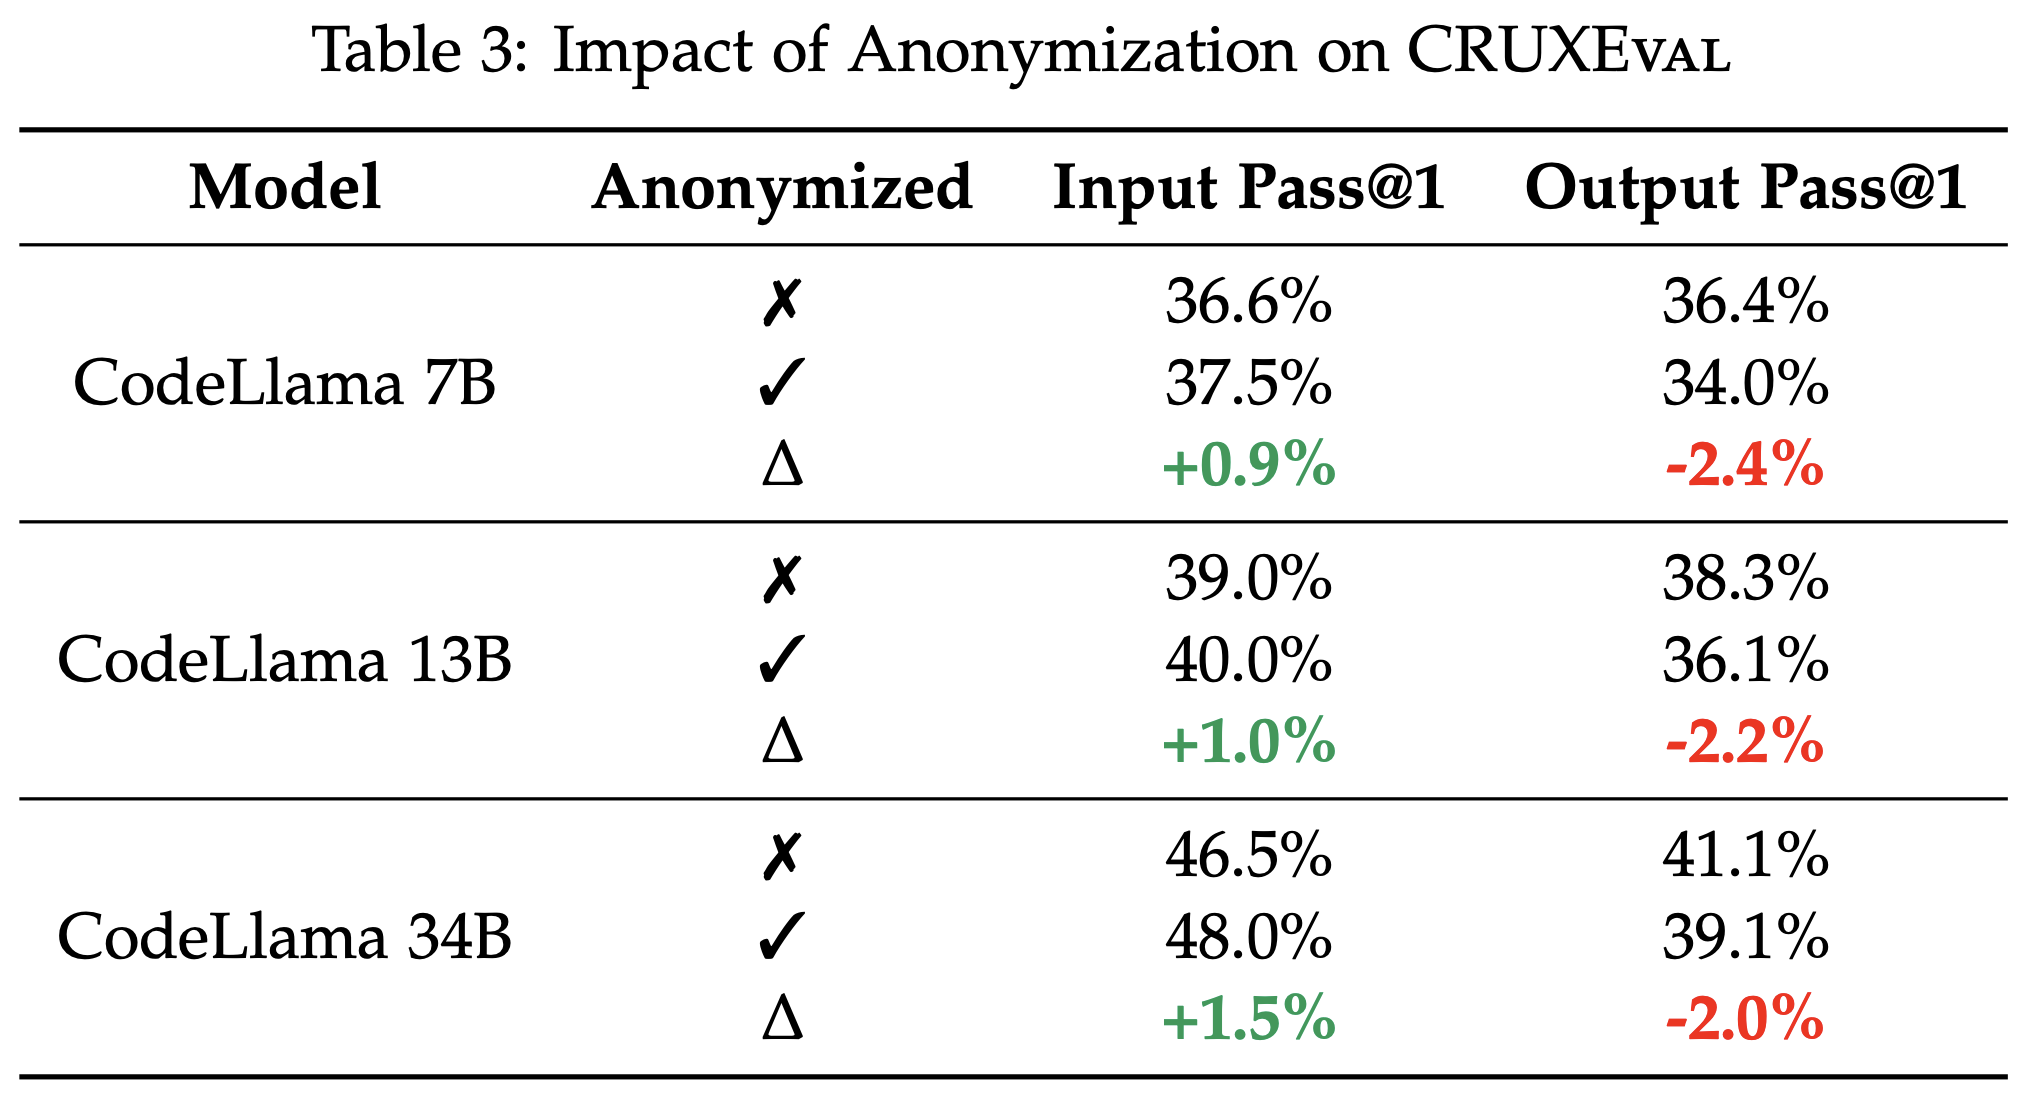 Table 3: Impact of Anonymization on CRUXEVAL
Model Anonymized Input Pass@1 Output Pass@1
✗ 36.6% 36.4%
CodeLlama 7B ✓ 37.5% 34.0%
Δ +0.9% -2.4%
✗ 39.0% 38.3%
CodeLlama 13B ✓ 40.0% 36.1%
Δ +1.0% -2.2%
✗ 46.5% 41.1%
CodeLlama 34B ✓ 48.0% 39.1%
Δ +1.5% -2.0%